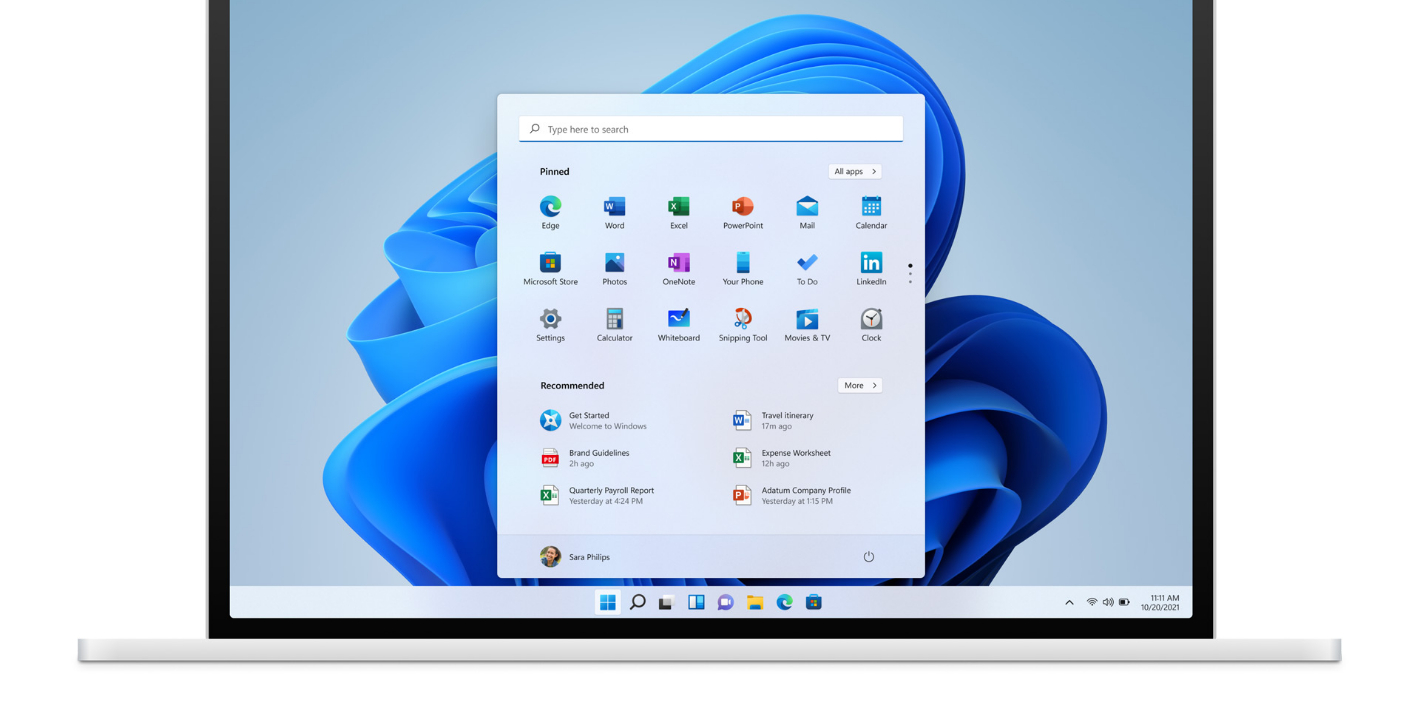 Type here to search
Pinned
All apps
Edge
Word
Excel
PowerPoint
Mail
Calendar
Microsoft Store
Photos
OneNote
Your Phone
To Do
LinkedIn
Settings
Calculator
Whiteboard
Snipping Tool
Movies & TV
Clock
Recommended
More
Get Started
Welcome to Windows
Travel itinerary
17m ago
Brand Guidelines
2h ago
Expense Worksheet
12h ago
Quarterly Payroll Report
Yesterday at 4:24 PM
Adatum Company Profile
Yesterday at 1:15 PM
Sara Philips
11:11 AM
10/20/2021